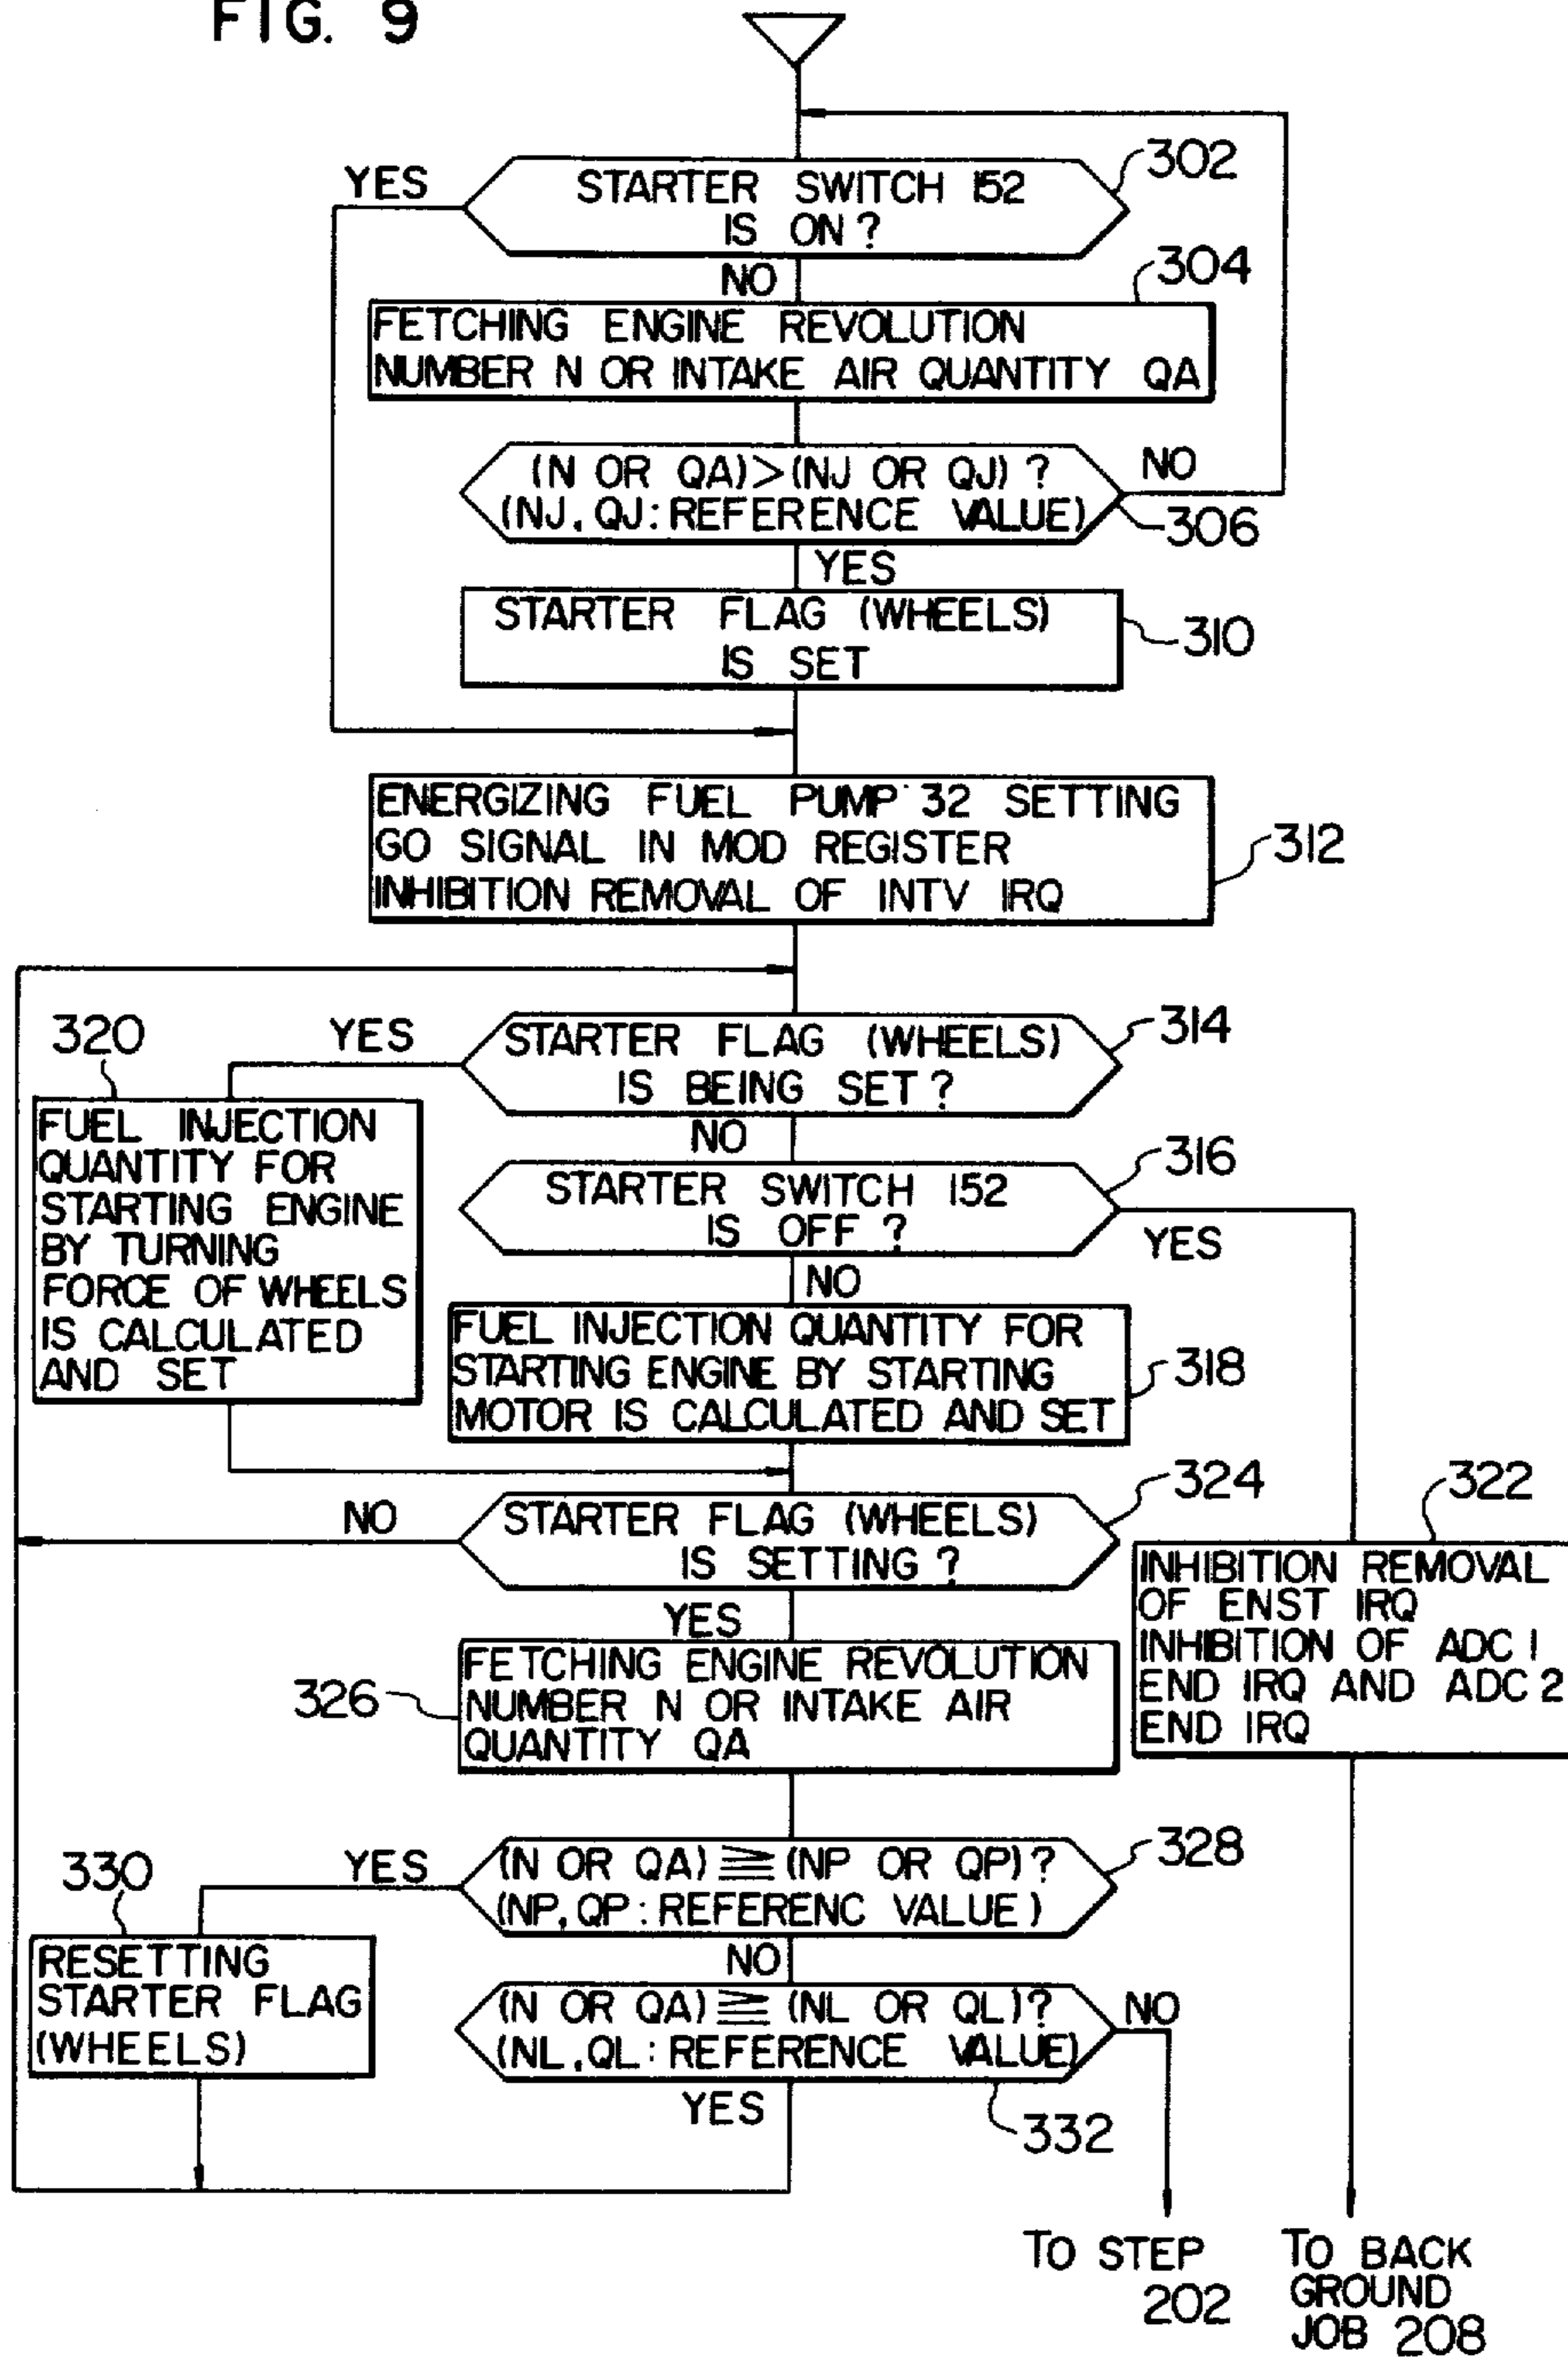 FIG. 9
STARTER SWITCH 152
IS ON?
302
YES
NO
304
FETCHING ENGINE REVOLUTION
NUMBER N OR INTAKE AIR QUANTITY QA
(N OR QA)>(NJ OR QJ)?
(NJ,QJ:REFERENCE VALUE)
NO
306
YES
STARTER FLAG (WHEELS)
IS SET
310
ENERGIZING FUEL PUMP 32 SETTING
GO SIGNAL IN MOD REGISTER
INHIBITION REMOVAL OF INTV IRQ
312
STARTER FLAG (WHEELS)
IS BEING SET?
314
YES
320
NO
FUEL INJECTION
QUANTITY FOR
STARTING ENGINE
BY TURNING
FORCE OF WHEELS
IS CALCULATED
AND SET
STARTER SWITCH 152
IS OFF?
316
YES
NO
FUEL INJECTION QUANTITY FOR
STARTING ENGINE BY STARTING
MOTOR IS CALCULATED AND SET
318
STARTER FLAG (WHEELS)
IS SETTING?
324
NO
YES
322
INHIBITION REMOVAL
OF ENST IRQ
INHIBITION OF ADC 1
END IRQ AND ADC 2
END IRQ
326
FETCHING ENGINE REVOLUTION
NUMBER N OR INTAKE AIR
QUANTITY QA
(N OR QA)≧(NP OR QP)?
(NP,QP:REFERENC VALUE)
328
YES
330
NO
RESETTING
STARTER FLAG
(WHEELS)
(N OR QA)≧(NL OR QL)?
(NL,QL:REFERENCE VALUE)
NO
YES
332
TO STEP
202
TO BACK
GROUND
JOB 208